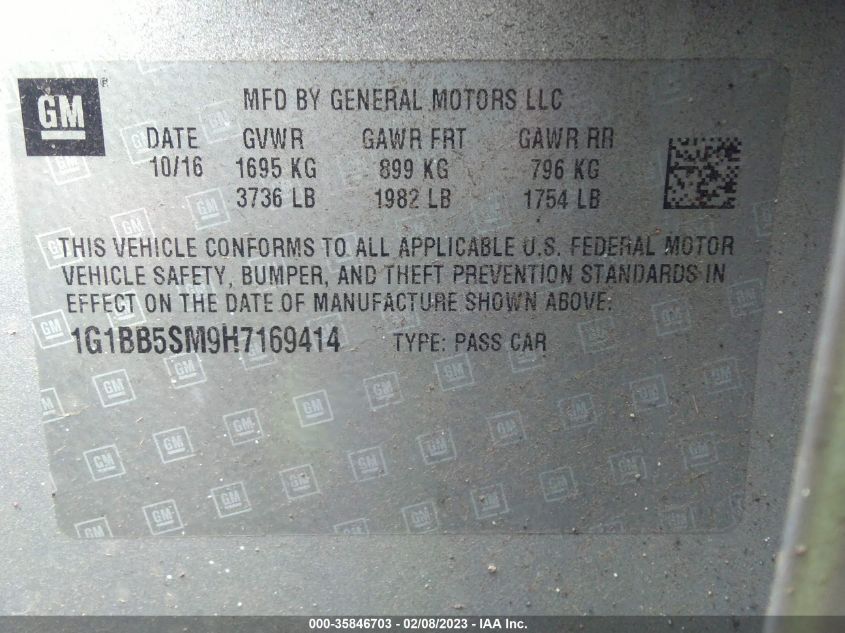 GM ®
MFD BY GENERAL MOTORS LLC
DATE GVWR GAWR FRT GAWR RR
10/16 1695 KG 899 KG 796 KG
3736 LB 1982 LB 1754 LB
THIS VEHICLE CONFORMS TO ALL APPLICABLE U.S. FEDERAL MOTOR
VEHICLE SAFETY, BUMPER, AND THEFT PREVENTION STANDARDS IN
EFFECT ON THE DATE OF MANUFACTURE SHOWN ABOVE.
1G1BB5SM9H7169414 TYPE: PASS CAR
000-35846703 — 02/08/2023 — IAA Inc.